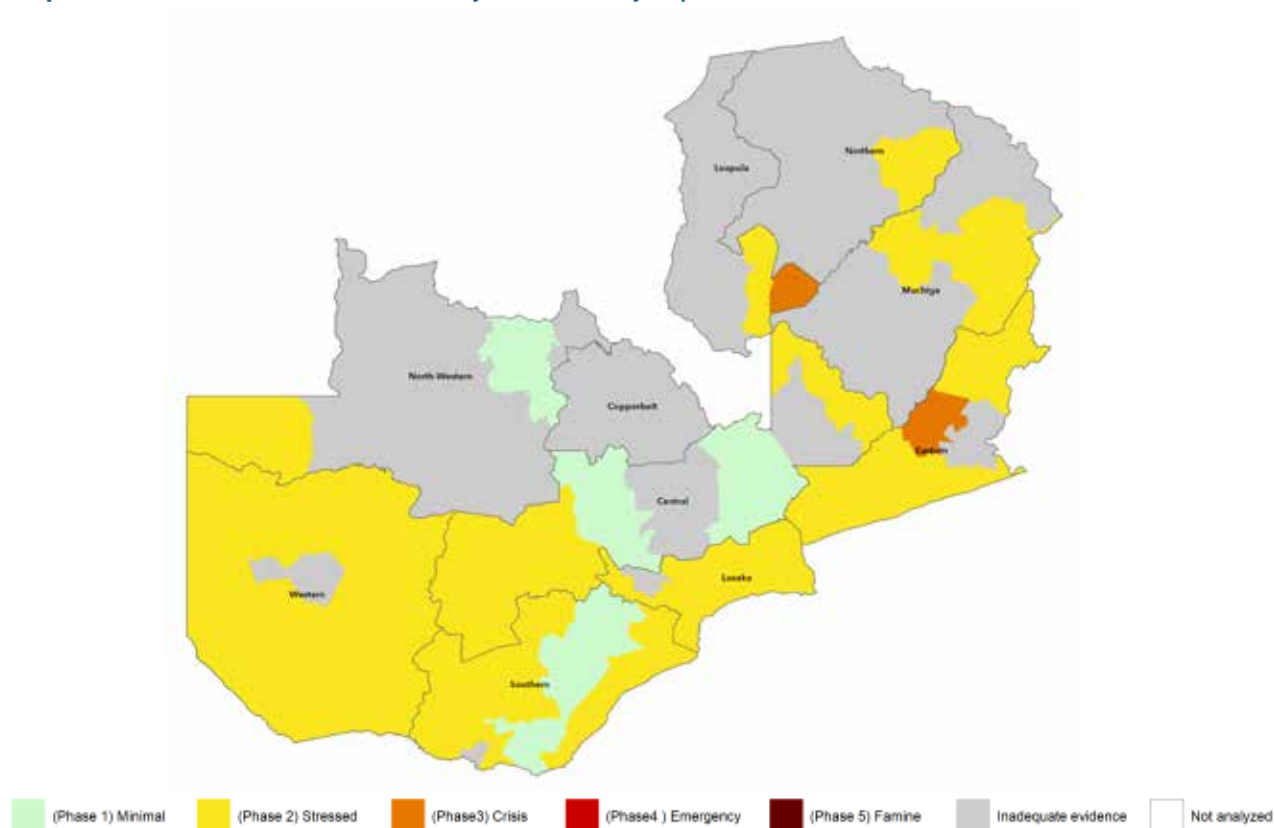 Northern
Luapula
Muchinga
North-Western
Copperbelt
Eastern
Central
Lusaka
Western
Southern
(Phase 1) Minimal
(Phase 2) Stressed
(Phase3) Crisis
(Phase4 ) Emergency
(Phase 5) Famine
Inadequate evidence
Not analyzed